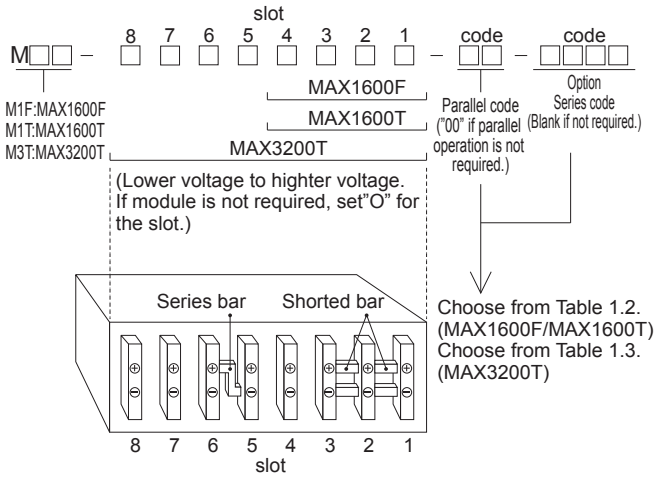 slot
8 7 6 5 4 3 2 1 code code
M□□ - □ □ □ □ □ □ □ □ - □□ - □□□□
M1F:MAX1600F
M1T:MAX1600T
M3T:MAX3200T
MAX1600F
MAX1600T
MAX3200T
Parallel code
("00" if parallel
operation is not
required.)
Option
Series code
(Blank if not required.)
(Lower voltage to highter voltage.
If module is not required, set"O" for
the slot.)
Series bar Shorted bar
Choose from Table 1.2.
(MAX1600F/MAX1600T)
Choose from Table 1.3.
(MAX3200T)
8 7 6 5 4 3 2 1
slot